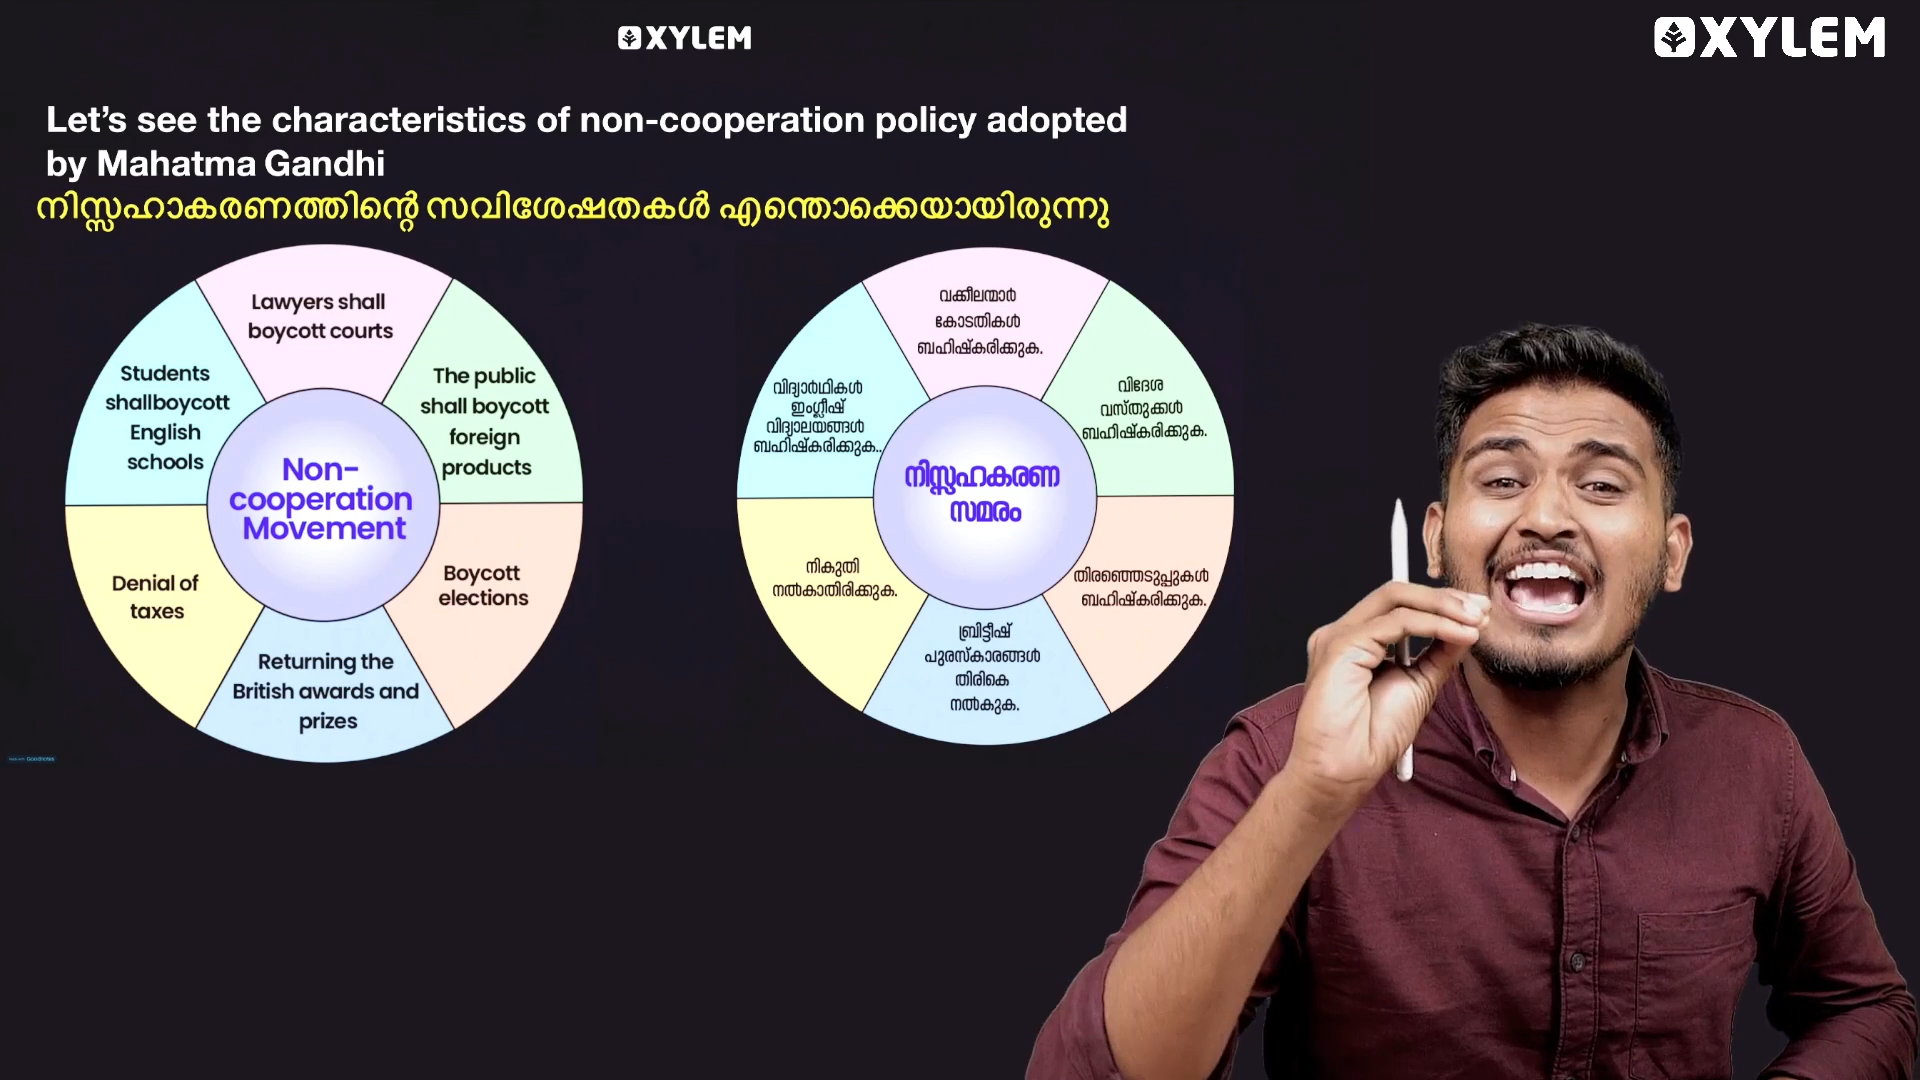 XYLEM
XYLEM
Let’s see the characteristics of non-cooperation policy adopted
by Mahatma Gandhi
നിസ്സഹാകരണത്തിന്റെ സവിശേഷതകൾ എന്തൊക്കെയായിരുന്നു
Lawyers shall
boycott courts
The public
shall boycott
foreign
products
Boycott
elections
Returning the
British awards and
prizes
Denial of
taxes
Students
shallboycott
English
schools
Non-
cooperation
Movement
വക്കീലന്മാർ
കോടതികൾ
ബഹിഷ്കരിക്കുക.
വിദേശ
വസ്തുക്കൾ
ബഹിഷ്കരിക്കുക.
തിരഞ്ഞെടുപ്പുകൾ
ബഹിഷ്കരിക്കുക.
ബ്രിട്ടീഷ്
പുരസ്കാരങ്ങൾ
തിരികെ
നൽകുക.
നികുതി
നൽകാതിരിക്കുക.
വിദ്യാർഥികൾ
ഇംഗ്ലീഷ്
വിദ്യാലയങ്ങൾ
ബഹിഷ്കരിക്കുക..
നിസ്സഹകരണ
സമരം
Made with Goodnotes